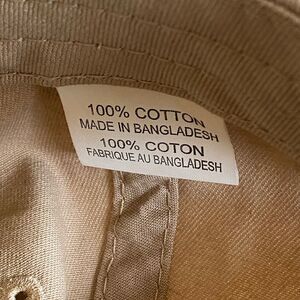 100% COTTON
MADE IN BANGLADESH
100% COTON
FABRIQUE AU BANGLADESH